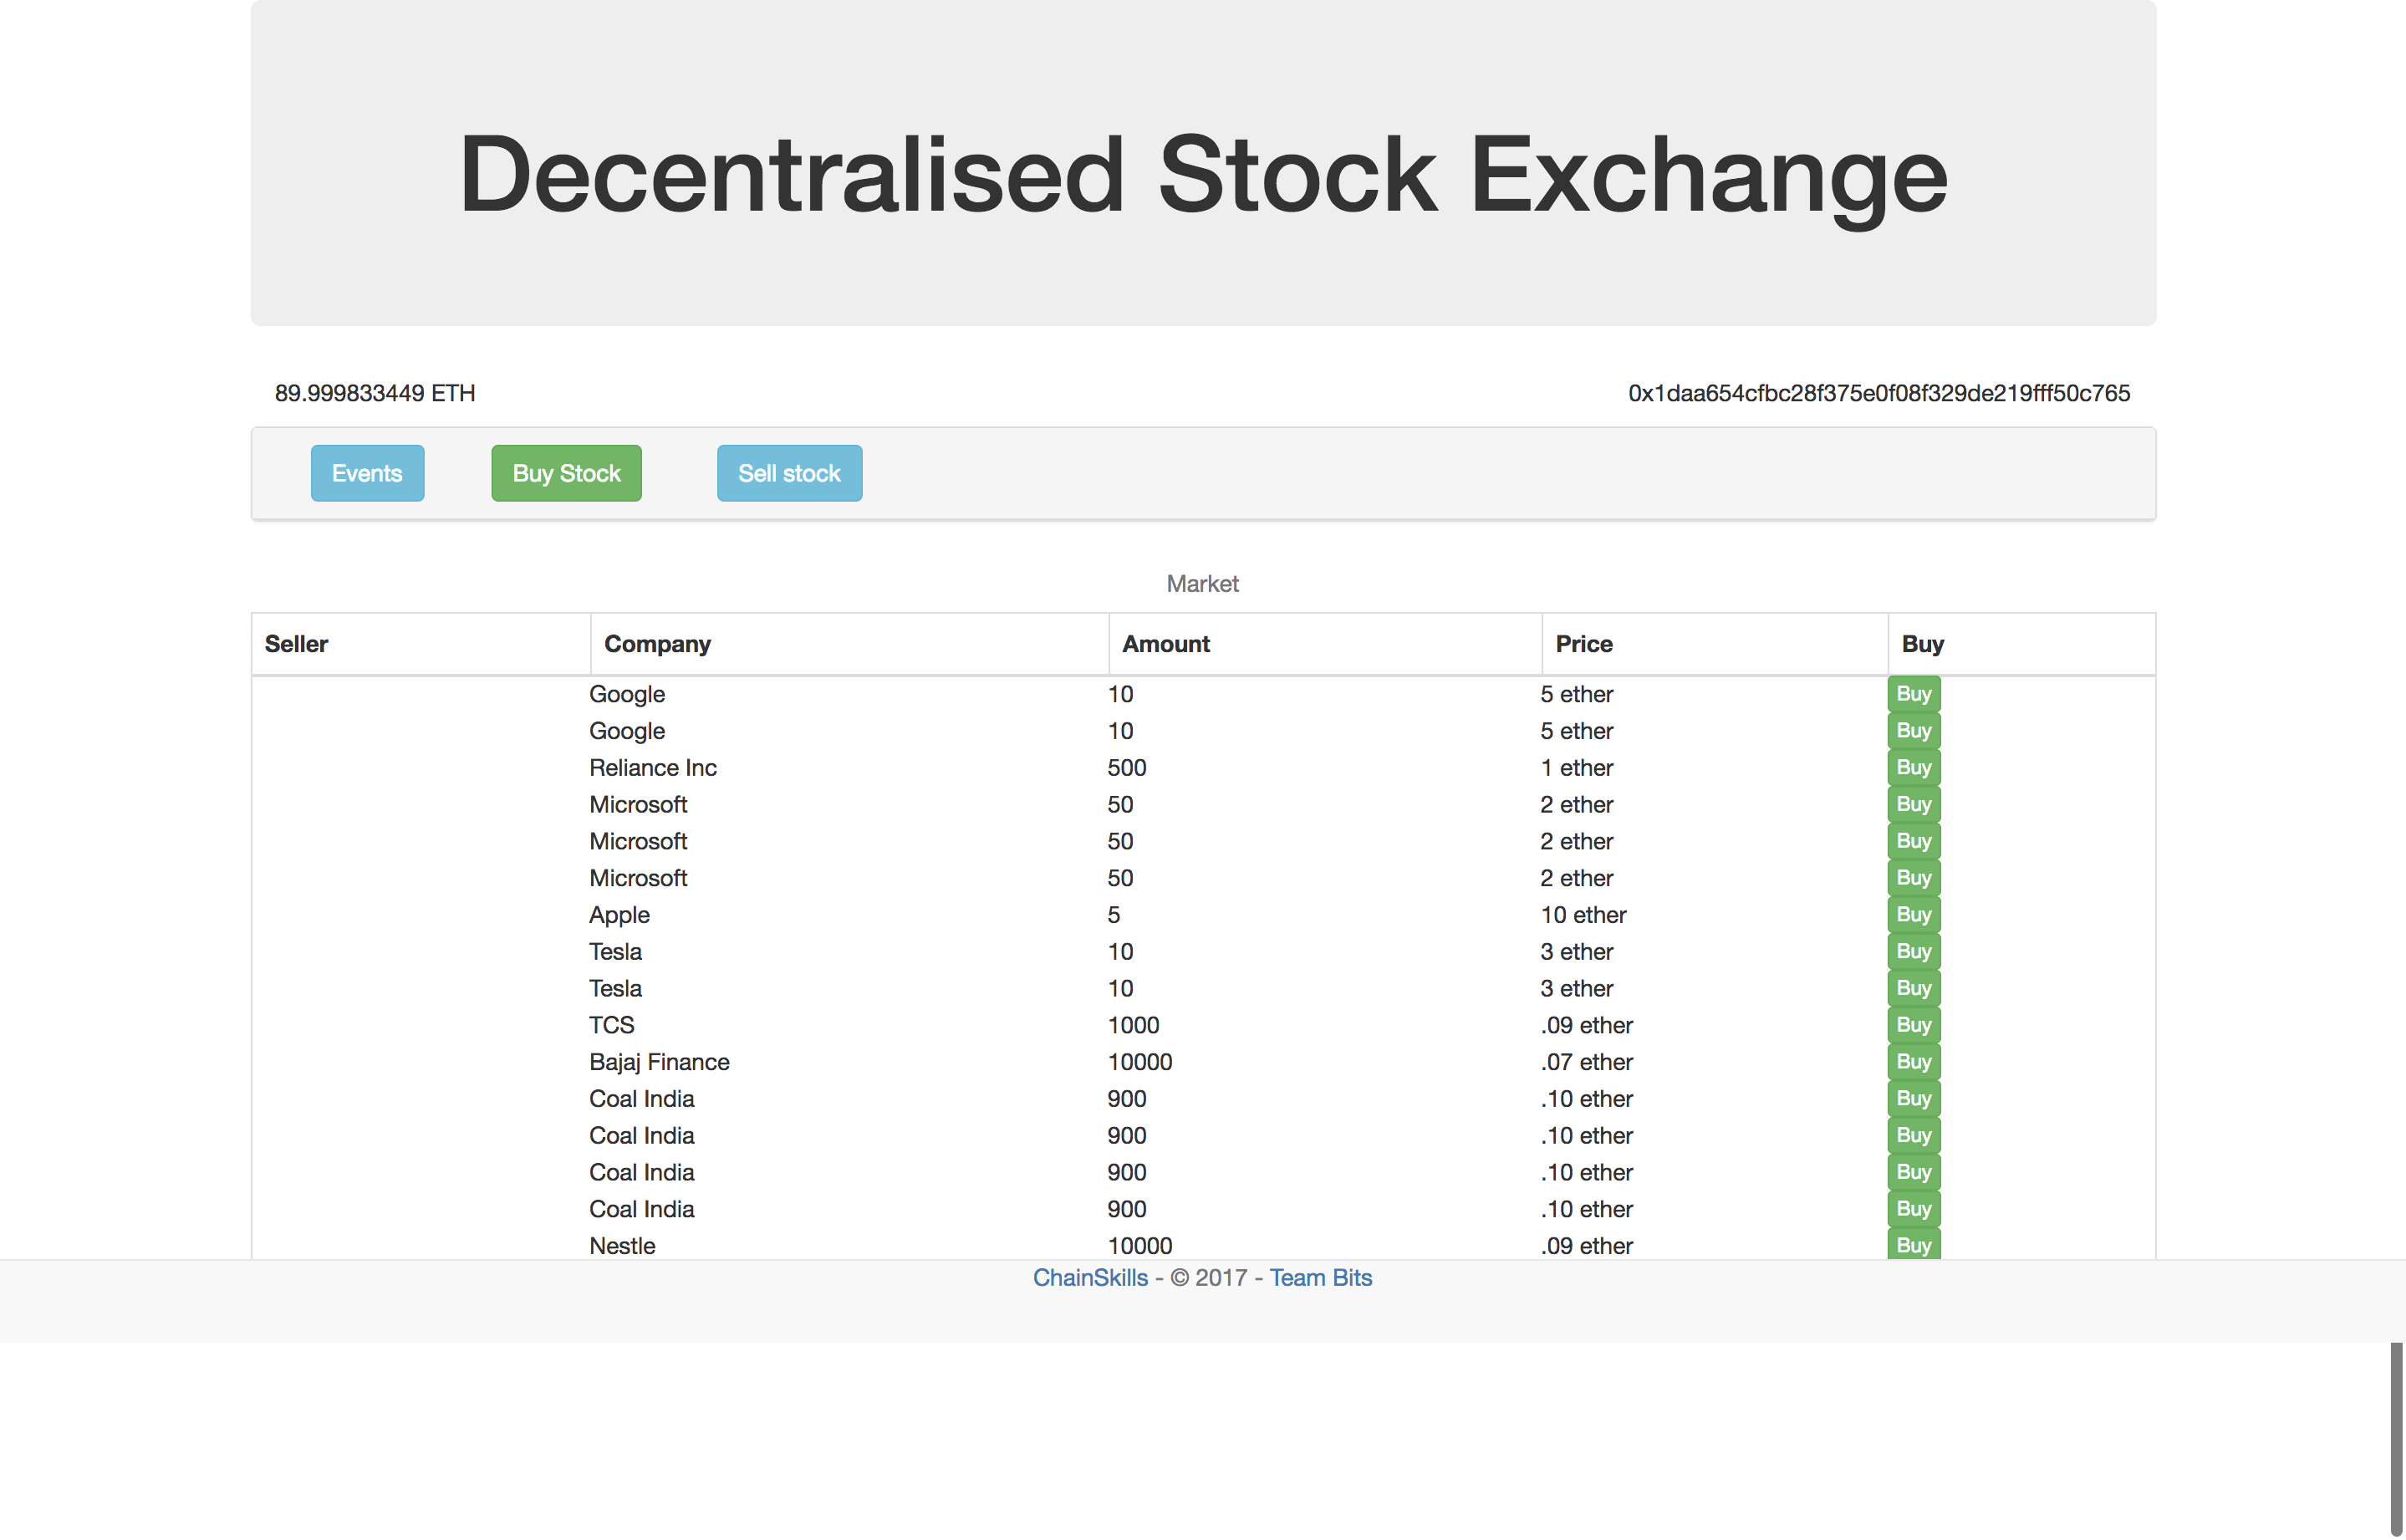 Decentralised Stock Exchange
89.999833449 ETH 0x1daa654cfbc28f375e0f08f329de219fff50c765
Events Buy Stock Sell stock
Market
Seller Company Amount Price Buy
Google 10 5 ether Buy
Google 10 5 ether Buy
Reliance Inc 500 1 ether Buy
Microsoft 50 2 ether Buy
Microsoft 50 2 ether Buy
Microsoft 50 2 ether Buy
Apple 5 10 ether Buy
Tesla 10 3 ether Buy
Tesla 10 3 ether Buy
TCS 1000 .09 ether Buy
Bajaj Finance 10000 .07 ether Buy
Coal India 900 .10 ether Buy
Coal India 900 .10 ether Buy
Coal India 900 .10 ether Buy
Coal India 900 .10 ether Buy
Nestle 10000 .09 ether Buy
ChainSkills - © 2017 - Team Bits